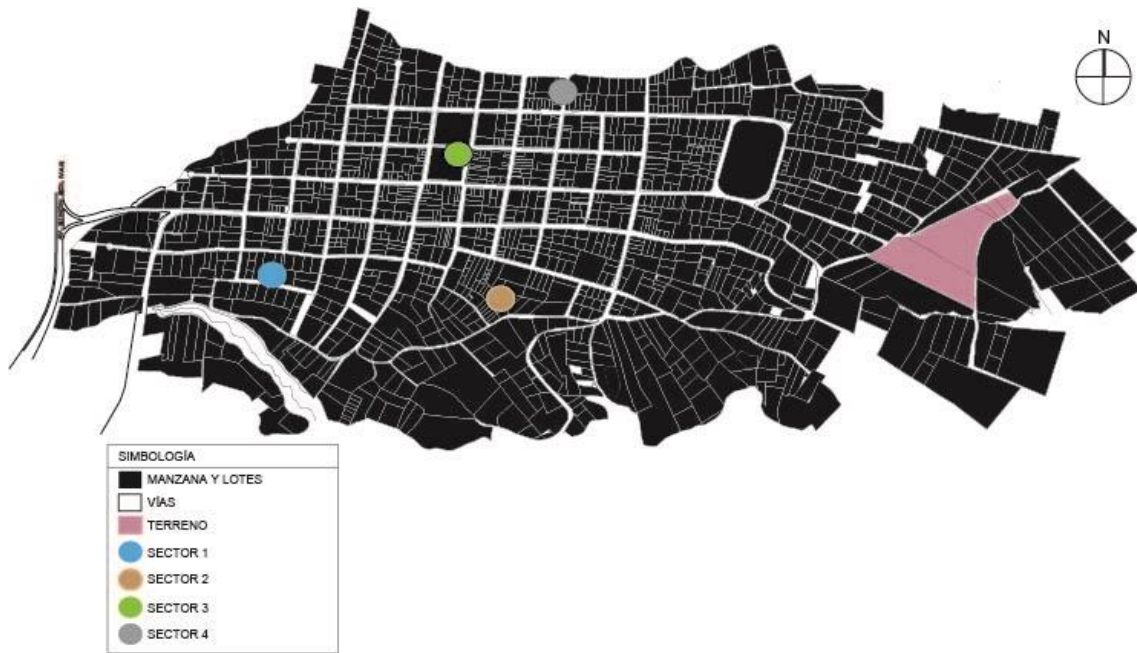 N
SIMBOLOGÍA
MANZANA Y LOTES
VÍAS
TERRENO
SECTOR 1
SECTOR 2
SECTOR 3
SECTOR 4